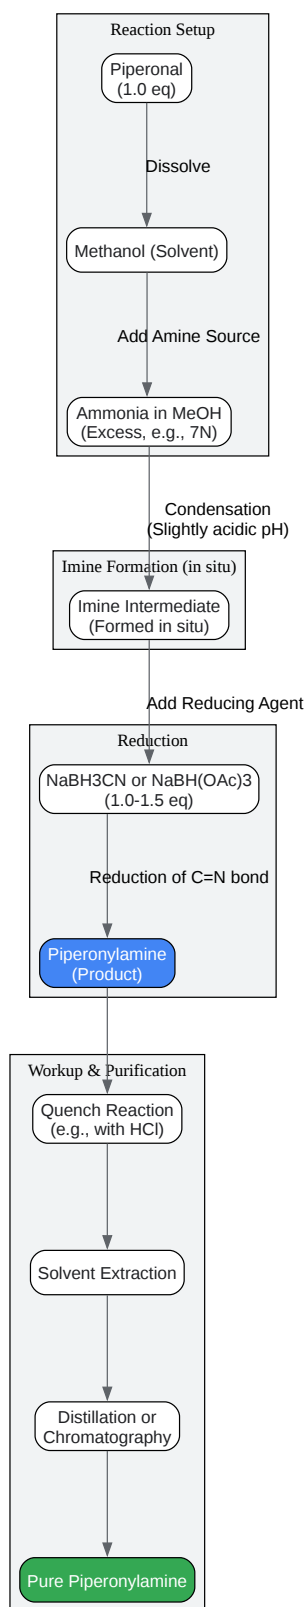 Reaction Setup
Piperonal
(1.0 eq)
Dissolve
Methanol (Solvent)
Add Amine Source
Ammonia in MeOH
(Excess, e.g., 7N)
Condensation
(Slightly acidic pH)
Imine Formation (in situ)
Imine Intermediate
(Formed in situ)
Add Reducing Agent
Reduction
NaBH3CN or NaBH(OAc)3
(1.0-1.5 eq)
Reduction of C=N bond
Piperonylamine
(Product)
Workup & Purification
Quench Reaction
(e.g., with HCl)
Solvent Extraction
Distillation or
Chromatography
Pure Piperonylamine